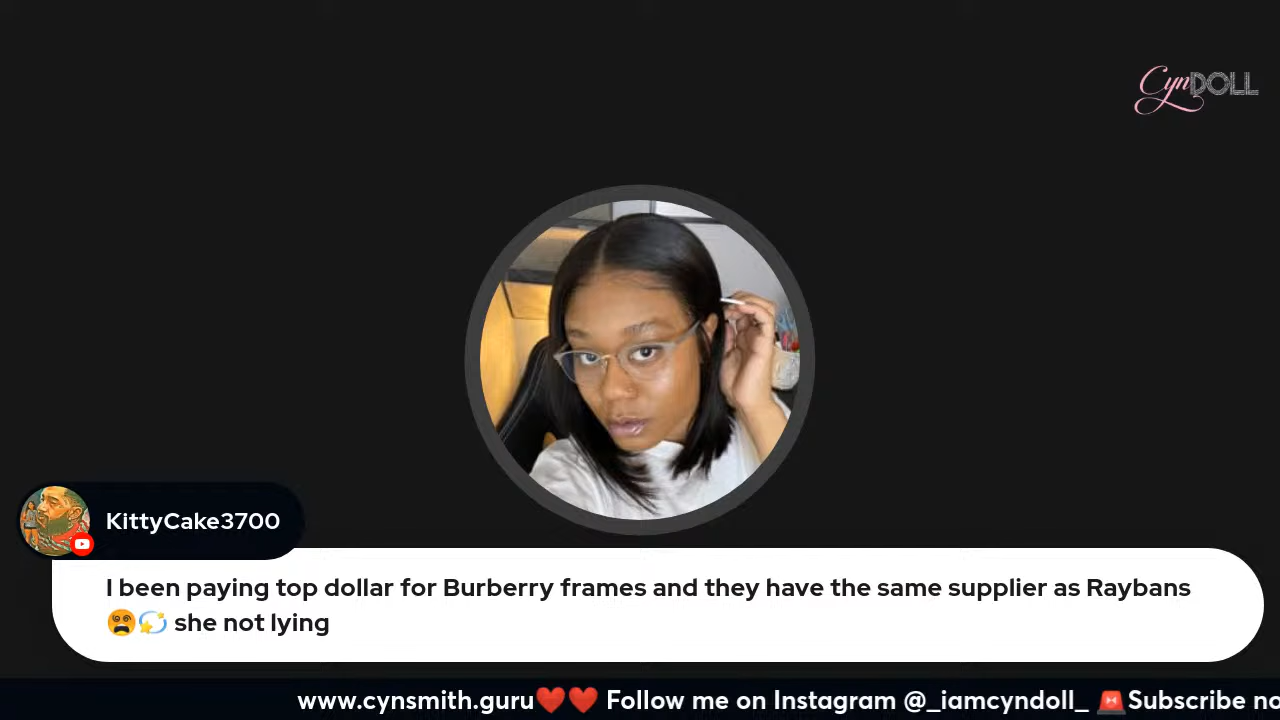 CynDOLL
KittyCake3700
I been paying top dollar for Burberry frames and they have the same supplier as Raybans
😵‍💫 she not lying
www.cynsmith.guru❤️❤️ Follow me on Instagram @_iamcyndoll_ 🚨Subscribe no